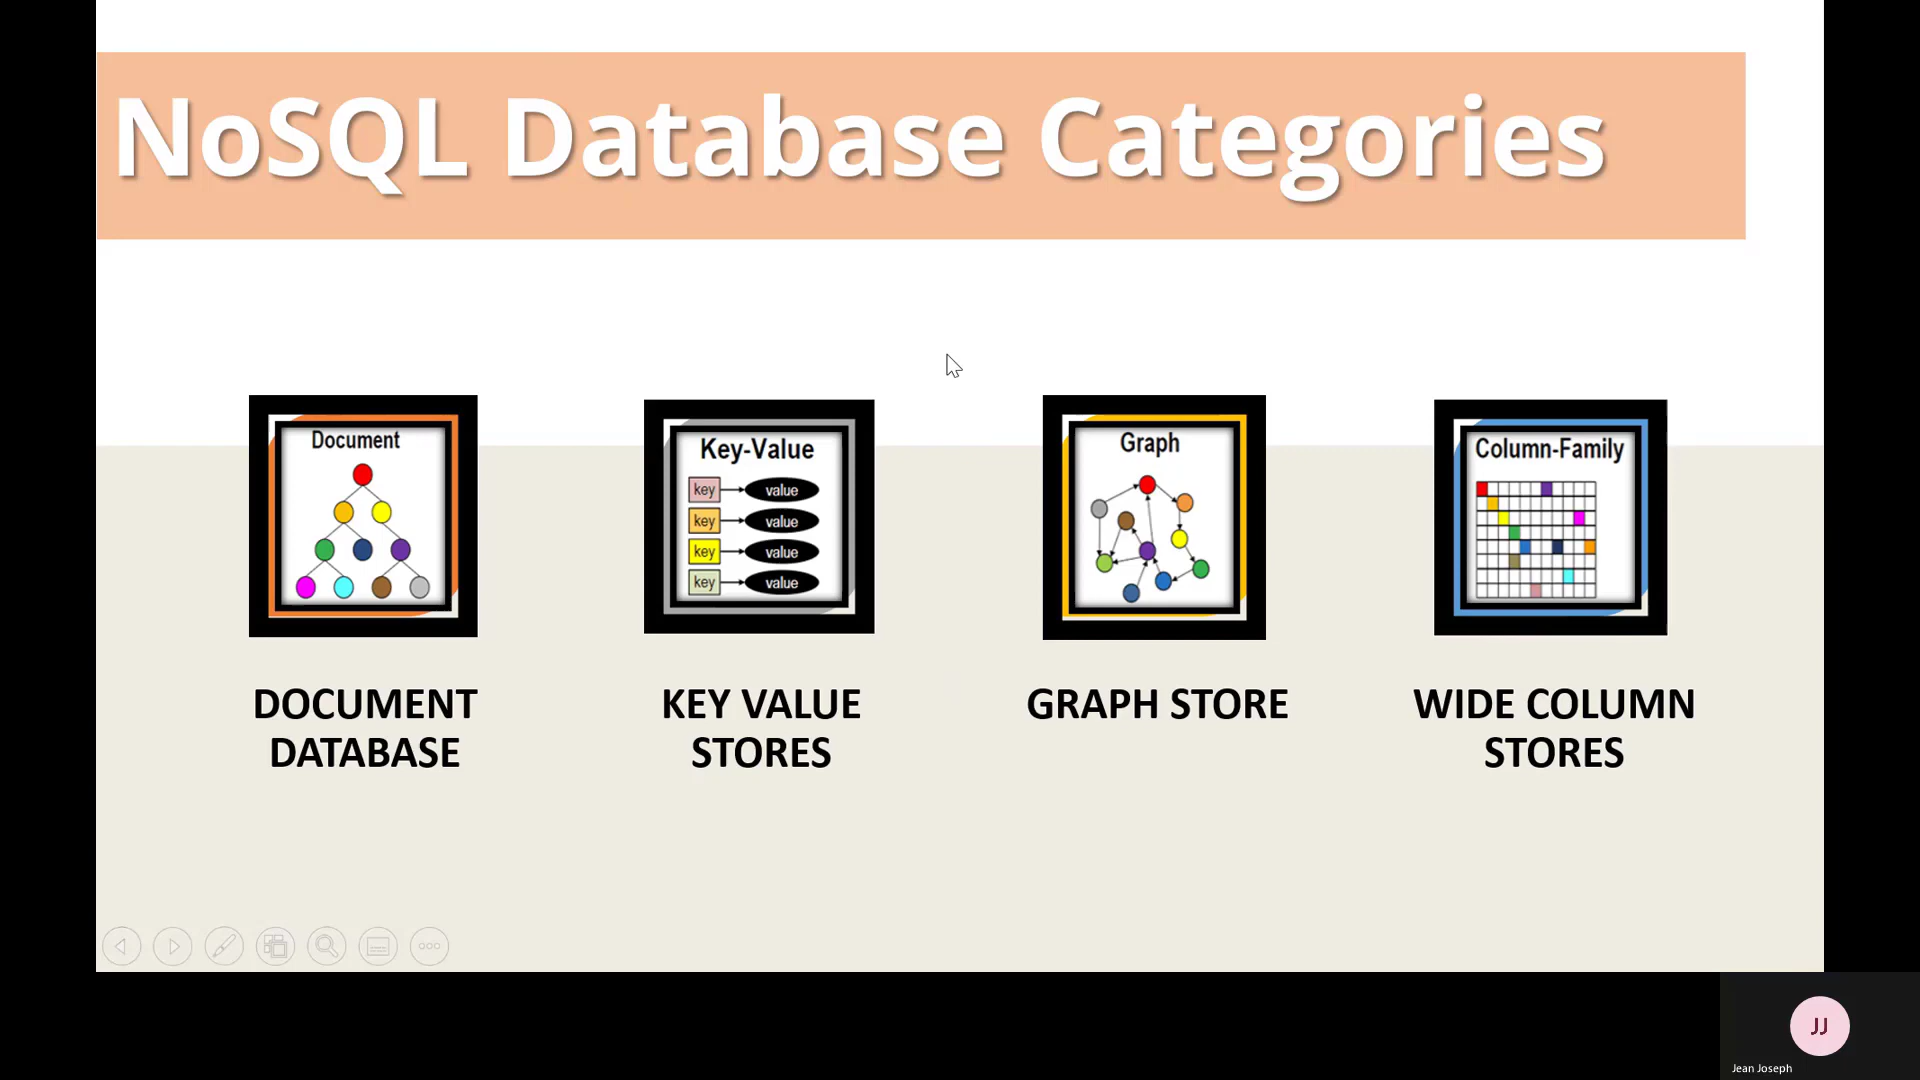 NoSQL Database Categories
Document
Key-Value
key value
key value
key value
key value
Graph
Column-Family
DOCUMENT
DATABASE
KEY VALUE
STORES
GRAPH STORE
WIDE COLUMN
STORES
JJ
Jean Joseph